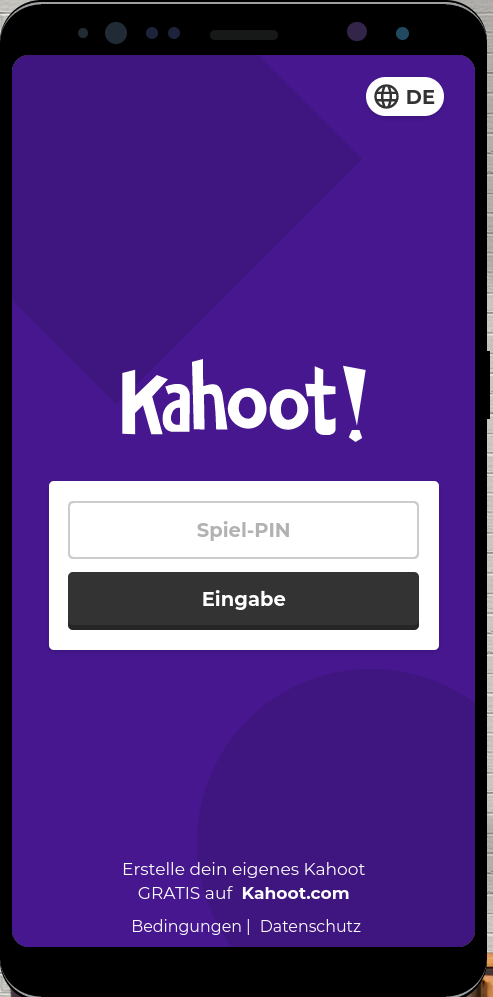 DE
Kahoot!
Spiel-PIN
Eingabe
Erstelle dein eigenes Kahoot
GRATIS auf Kahoot.com
Bedingungen | Datenschutz